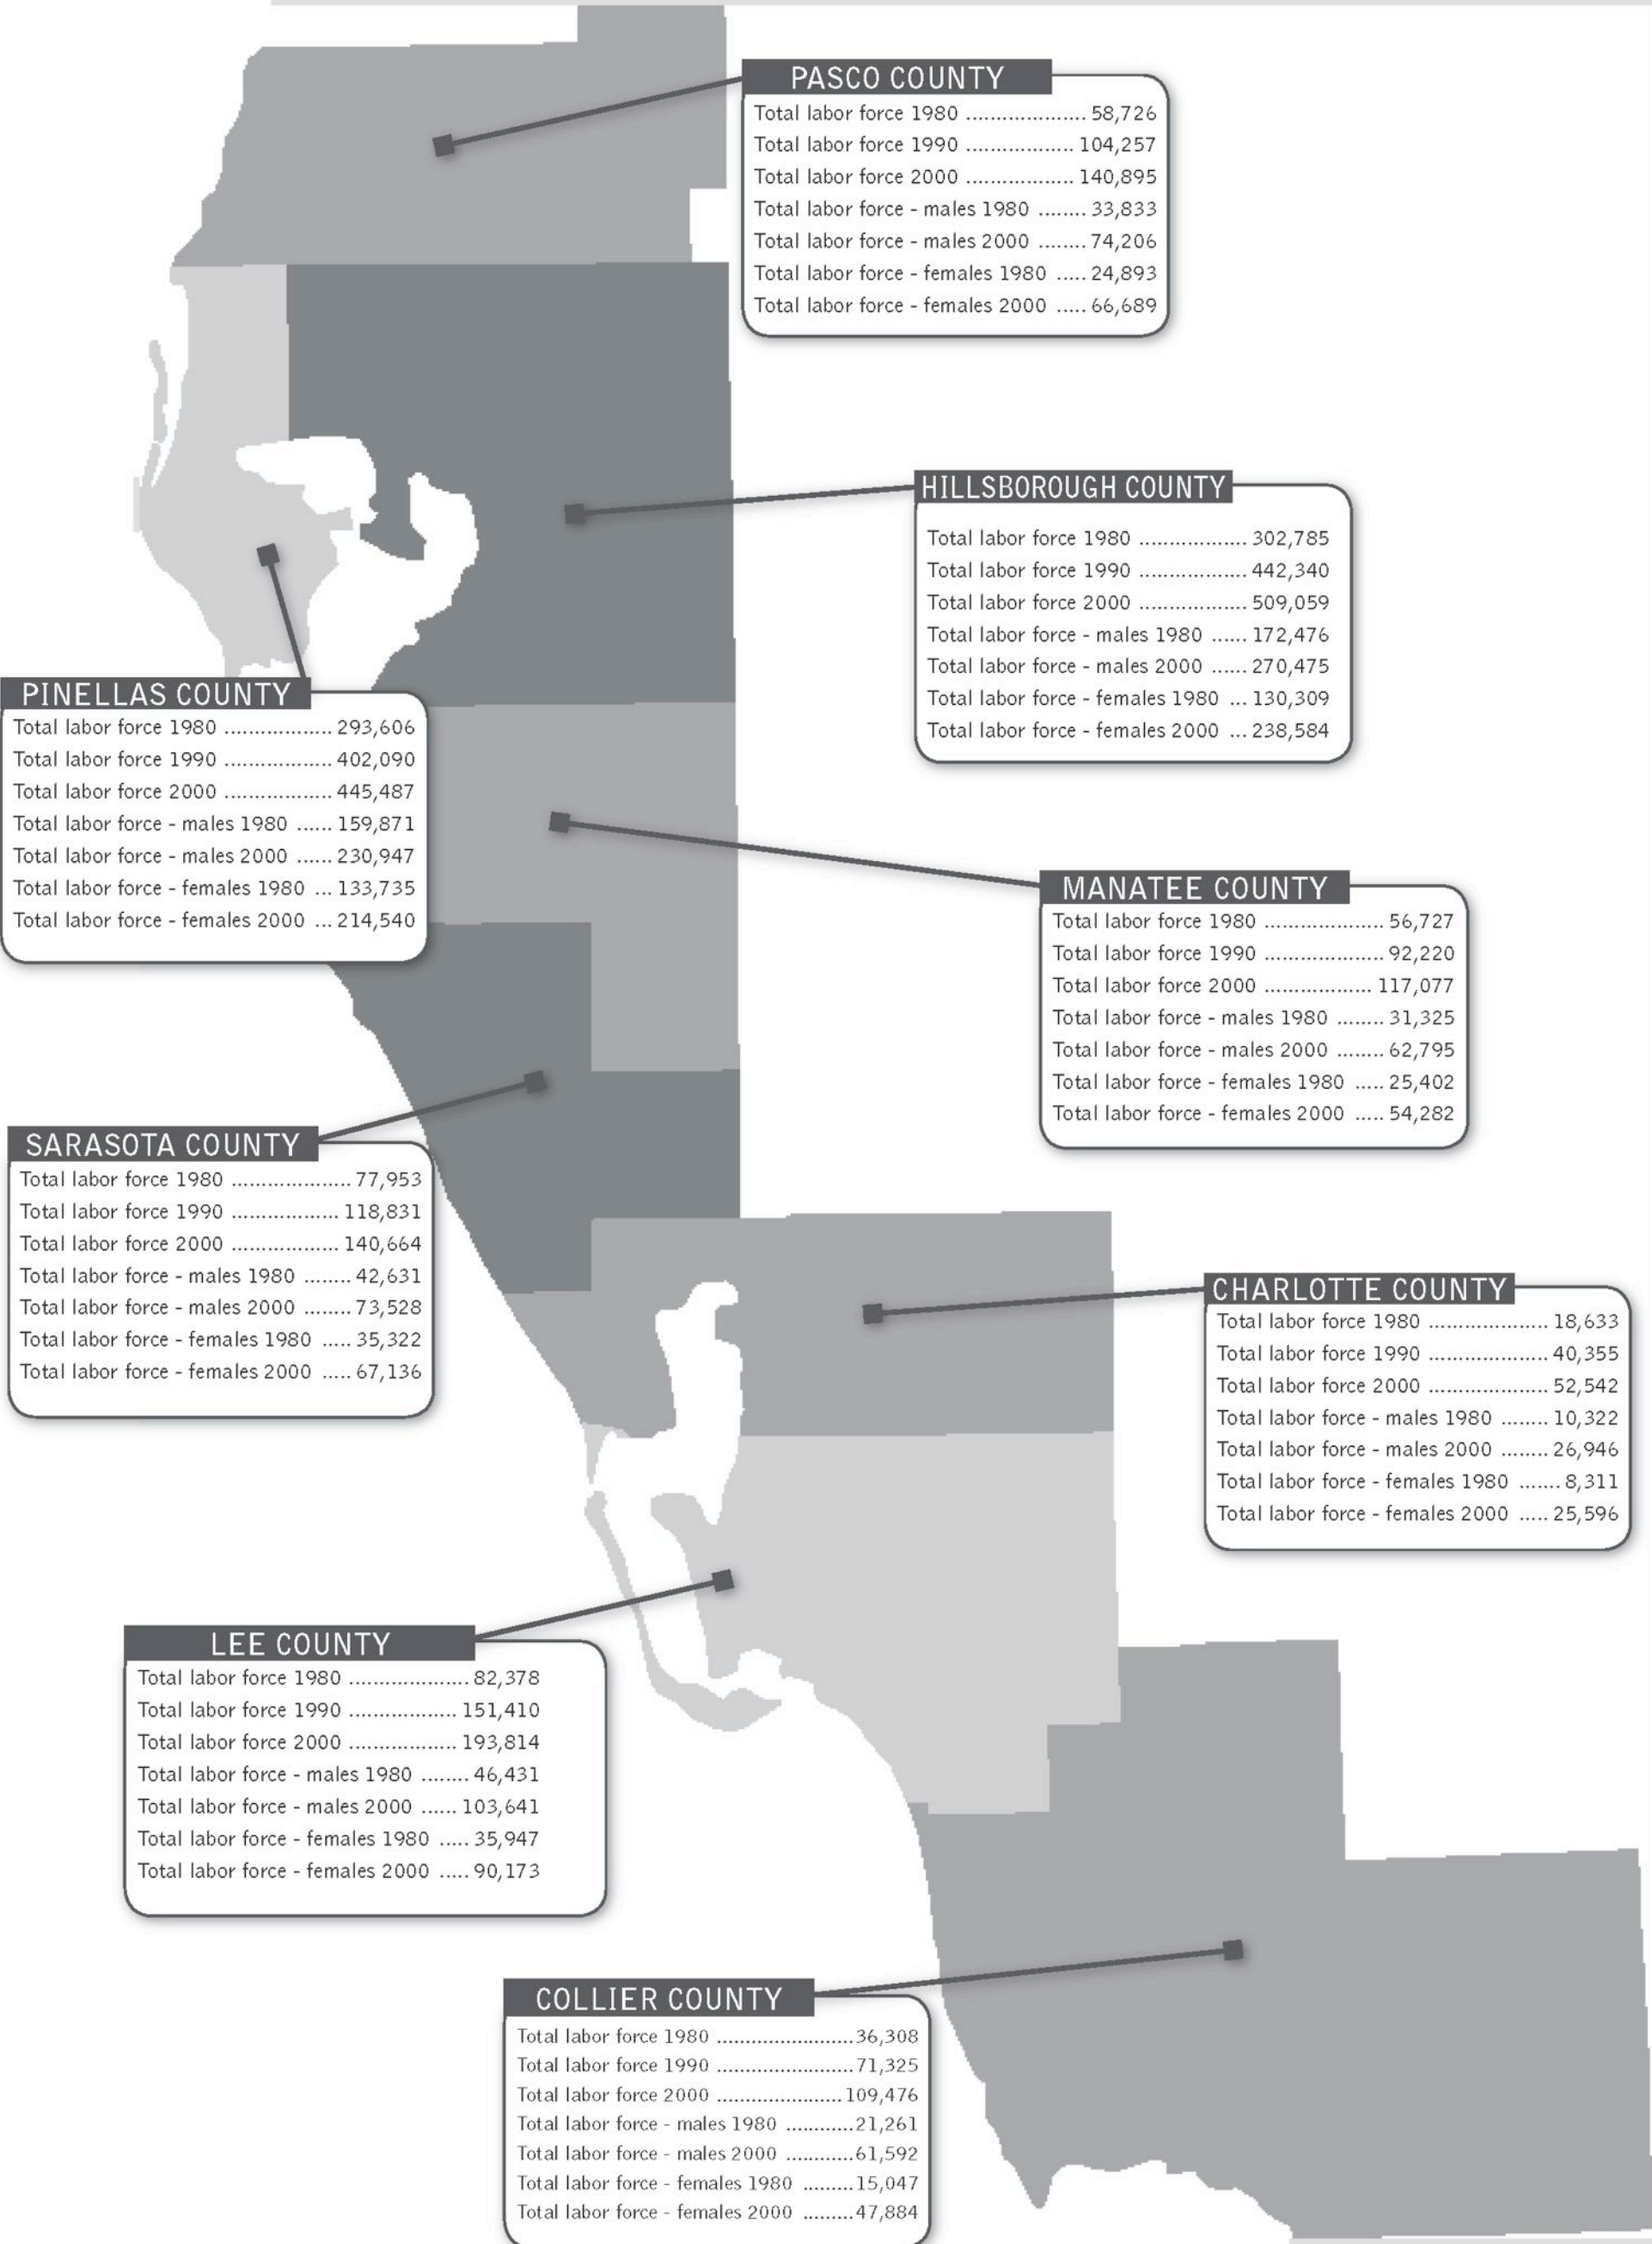 PASCO COUNTY
Total labor force 1980 .................... 58,726
Total labor force 1990 .................. 104,257
Total labor force 2000 .................. 140,895
Total labor force - males 1980 ........ 33,833
Total labor force - males 2000 ........ 74,206
Total labor force - females 1980 ..... 24,893
Total labor force - females 2000 ..... 66,689
HILLSBOROUGH COUNTY
Total labor force 1980 .................. 302,785
Total labor force 1990 .................. 442,340
Total labor force 2000 .................. 509,059
Total labor force - males 1980 ...... 172,476
Total labor force - males 2000 ...... 270,475
Total labor force - females 1980 ... 130,309
Total labor force - females 2000 ... 238,584
PINELLAS COUNTY
Total labor force 1980 .................. 293,606
Total labor force 1990 .................. 402,090
Total labor force 2000 .................. 445,487
Total labor force - males 1980 ...... 159,871
Total labor force - males 2000 ...... 230,947
Total labor force - females 1980 ... 133,735
Total labor force - females 2000 ... 214,540
MANATEE COUNTY
Total labor force 1980 .................... 56,727
Total labor force 1990 .................... 92,220
Total labor force 2000 .................. 117,077
Total labor force - males 1980 ........ 31,325
Total labor force - males 2000 ........ 62,795
Total labor force - females 1980 ..... 25,402
Total labor force - females 2000 ..... 54,282
SARASOTA COUNTY
Total labor force 1980 .................... 77,953
Total labor force 1990 .................. 118,831
Total labor force 2000 .................. 140,664
Total labor force - males 1980 ........ 42,631
Total labor force - males 2000 ........ 73,528
Total labor force - females 1980 ..... 35,322
Total labor force - females 2000 ..... 67,136
CHARLOTTE COUNTY
Total labor force 1980 .................... 18,633
Total labor force 1990 .................... 40,355
Total labor force 2000 .................... 52,542
Total labor force - males 1980 ........ 10,322
Total labor force - males 2000 ........ 26,946
Total labor force - females 1980 ....... 8,311
Total labor force - females 2000 ..... 25,596
LEE COUNTY
Total labor force 1980 .................... 82,378
Total labor force 1990 .................. 151,410
Total labor force 2000 .................. 193,814
Total labor force - males 1980 ........ 46,431
Total labor force - males 2000 ...... 103,641
Total labor force - females 1980 ..... 35,947
Total labor force - females 2000 ..... 90,173
COLLIER COUNTY
Total labor force 1980 ........................36,308
Total labor force 1990 ........................71,325
Total labor force 2000 ......................109,476
Total labor force - males 1980 ............21,261
Total labor force - males 2000 ............61,592
Total labor force - females 1980 .........15,047
Total labor force - females 2000 .........47,884